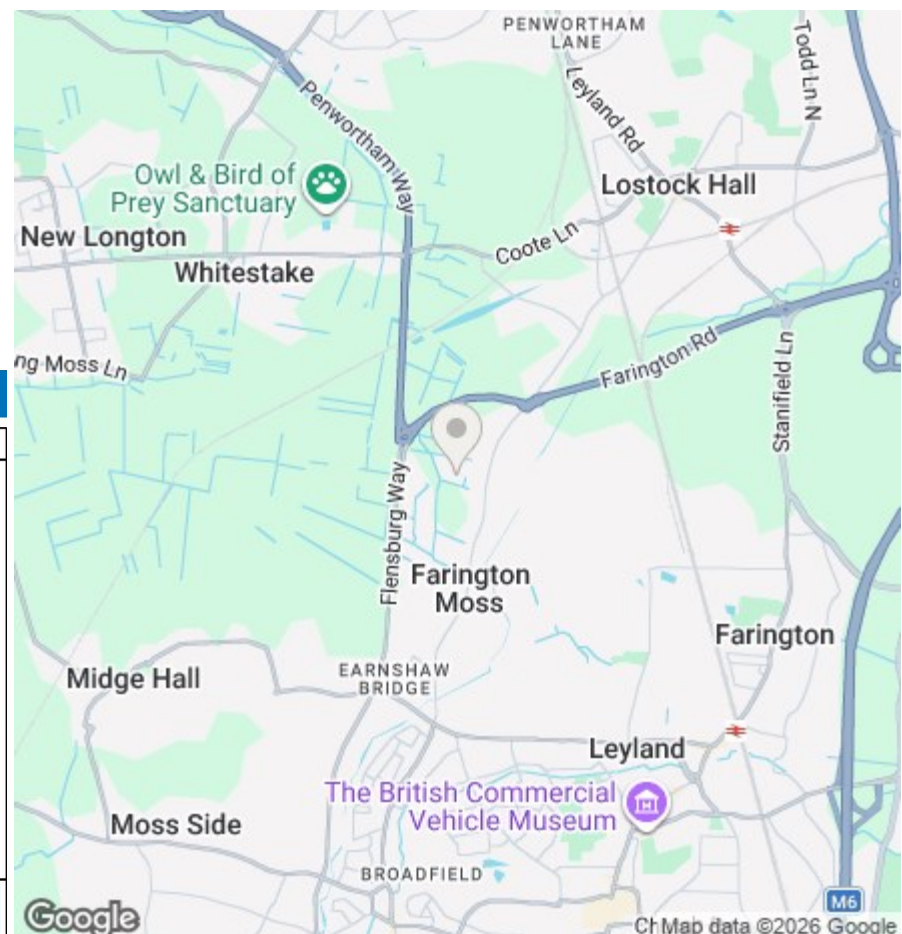 PENWORTHAM
LANE
Todd Ln N
Leyland Rd
Penwortham Way
Owl & Bird of
Prey Sanctuary
Lostock Hall
New Longton
Coote Ln
Whitestake
ng Moss Ln
Farington Rd
Stanifield Ln
Flensburg Way
Farington
Moss
Farington
EARNSHAW
BRIDGE
Midge Hall
Leyland
The British Commercial
Vehicle Museum
Moss Side
BROADFIELD
M6
Google
Ch
Map data ©2026 Google